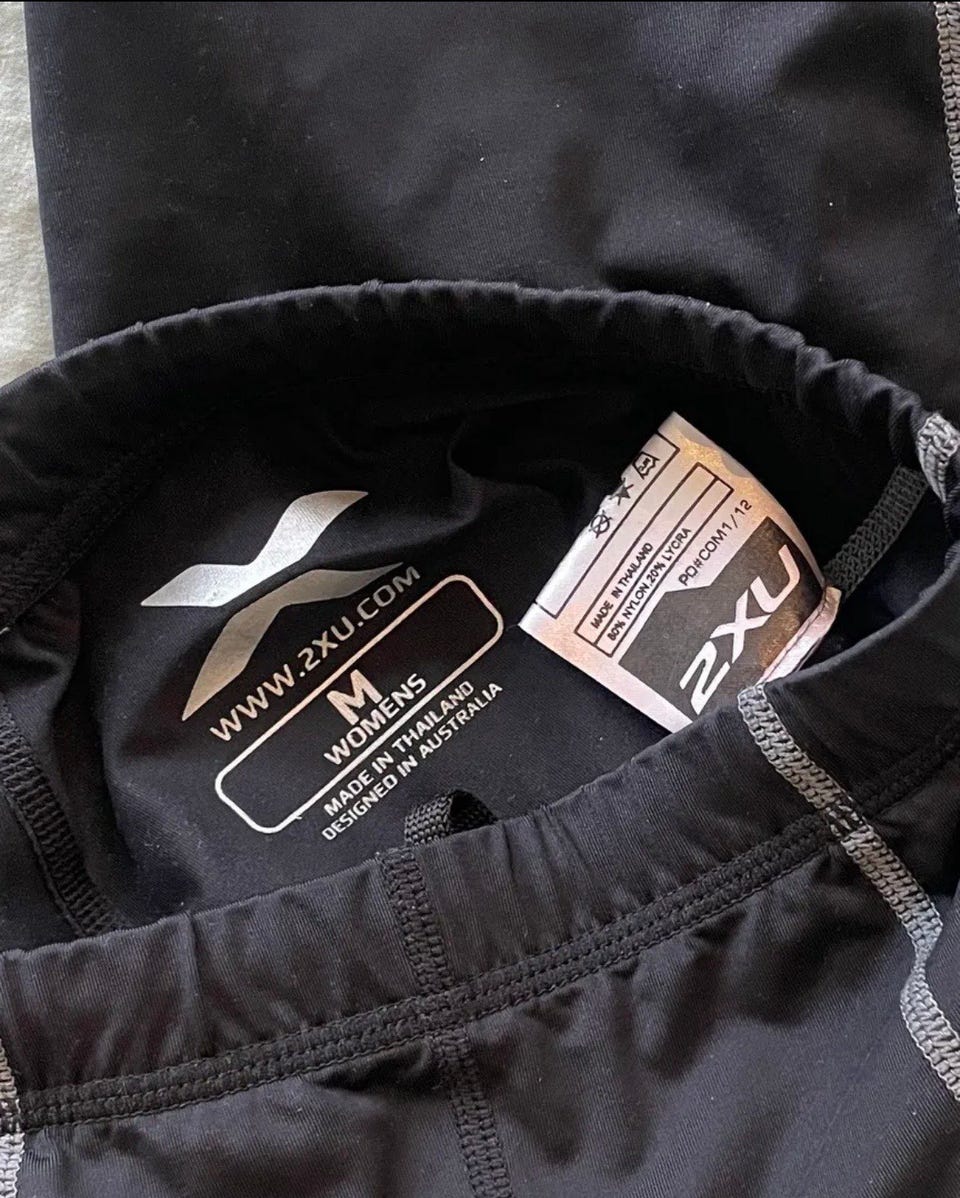 WWW.2XU.COM
M
WOMENS
MADE IN THAILAND
DESIGNED IN AUSTRALIA
2XU
PO#COM1/12
80% NYLON 20% LYCRA
MADE IN THAILAND